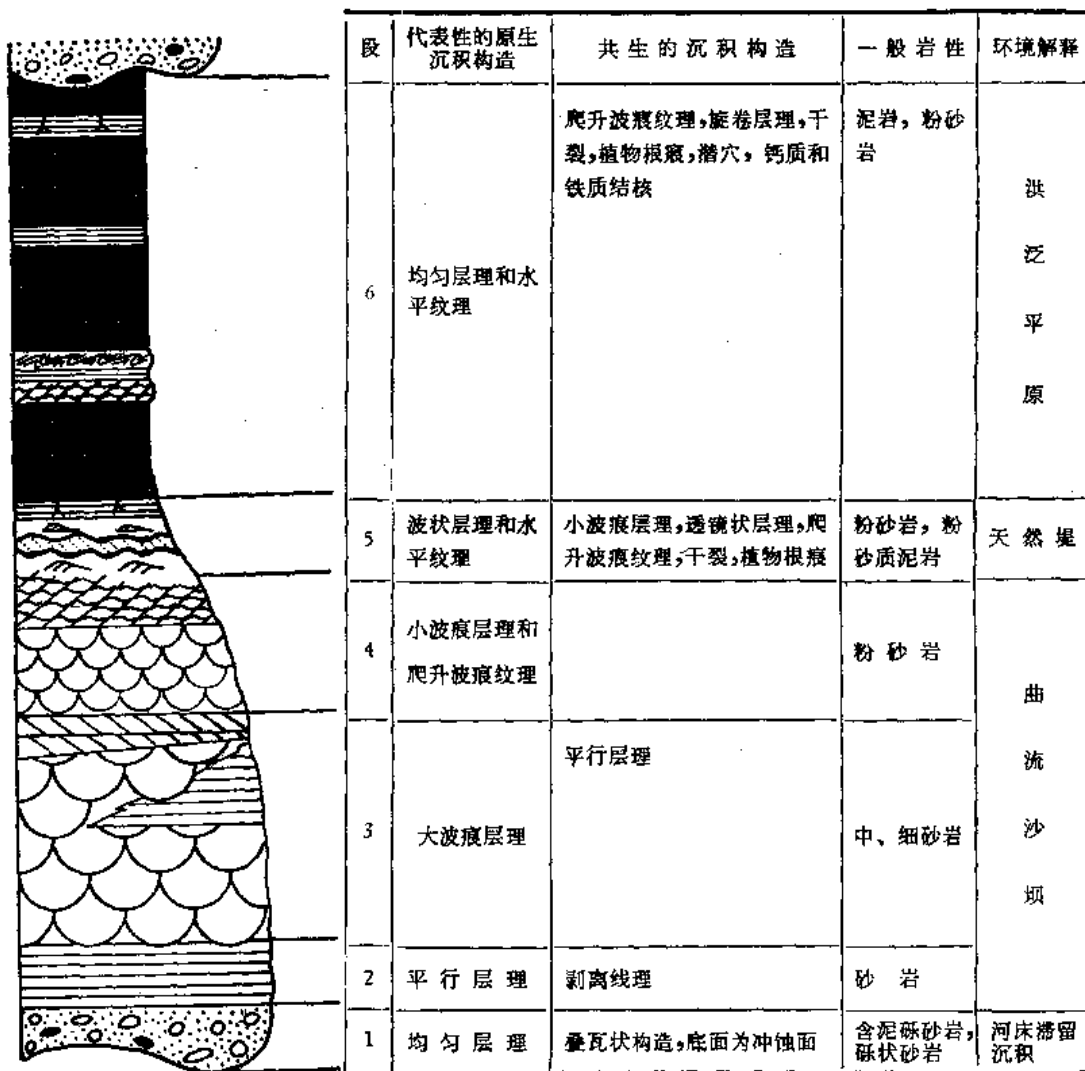 段
代表性的原生
沉积构造
共生的沉积构造
一般岩性
环境解释
6
均匀层理和水
平纹理
爬升波痕纹理,旋卷层理,干
裂,植物根痕,潜穴,钙质和
铁质结核
泥岩,粉砂
岩
洪
泛
平
原
5
波状层理和水
平纹理
小波痕层理,透镜状层理,爬
升波痕纹理,干裂,植物根痕
粉砂岩,粉
砂质泥岩
天然堤
4
小波痕层理和
爬升波痕纹理
粉砂岩
曲
流
沙
坝
3
大波痕层理
平行层理
中、细砂岩
2
平行层理
剥离线理
砂岩
1
均匀层理
叠瓦状构造,底面为冲蚀面
含泥砾砂岩,
砾状砂岩
河床滞留
沉积